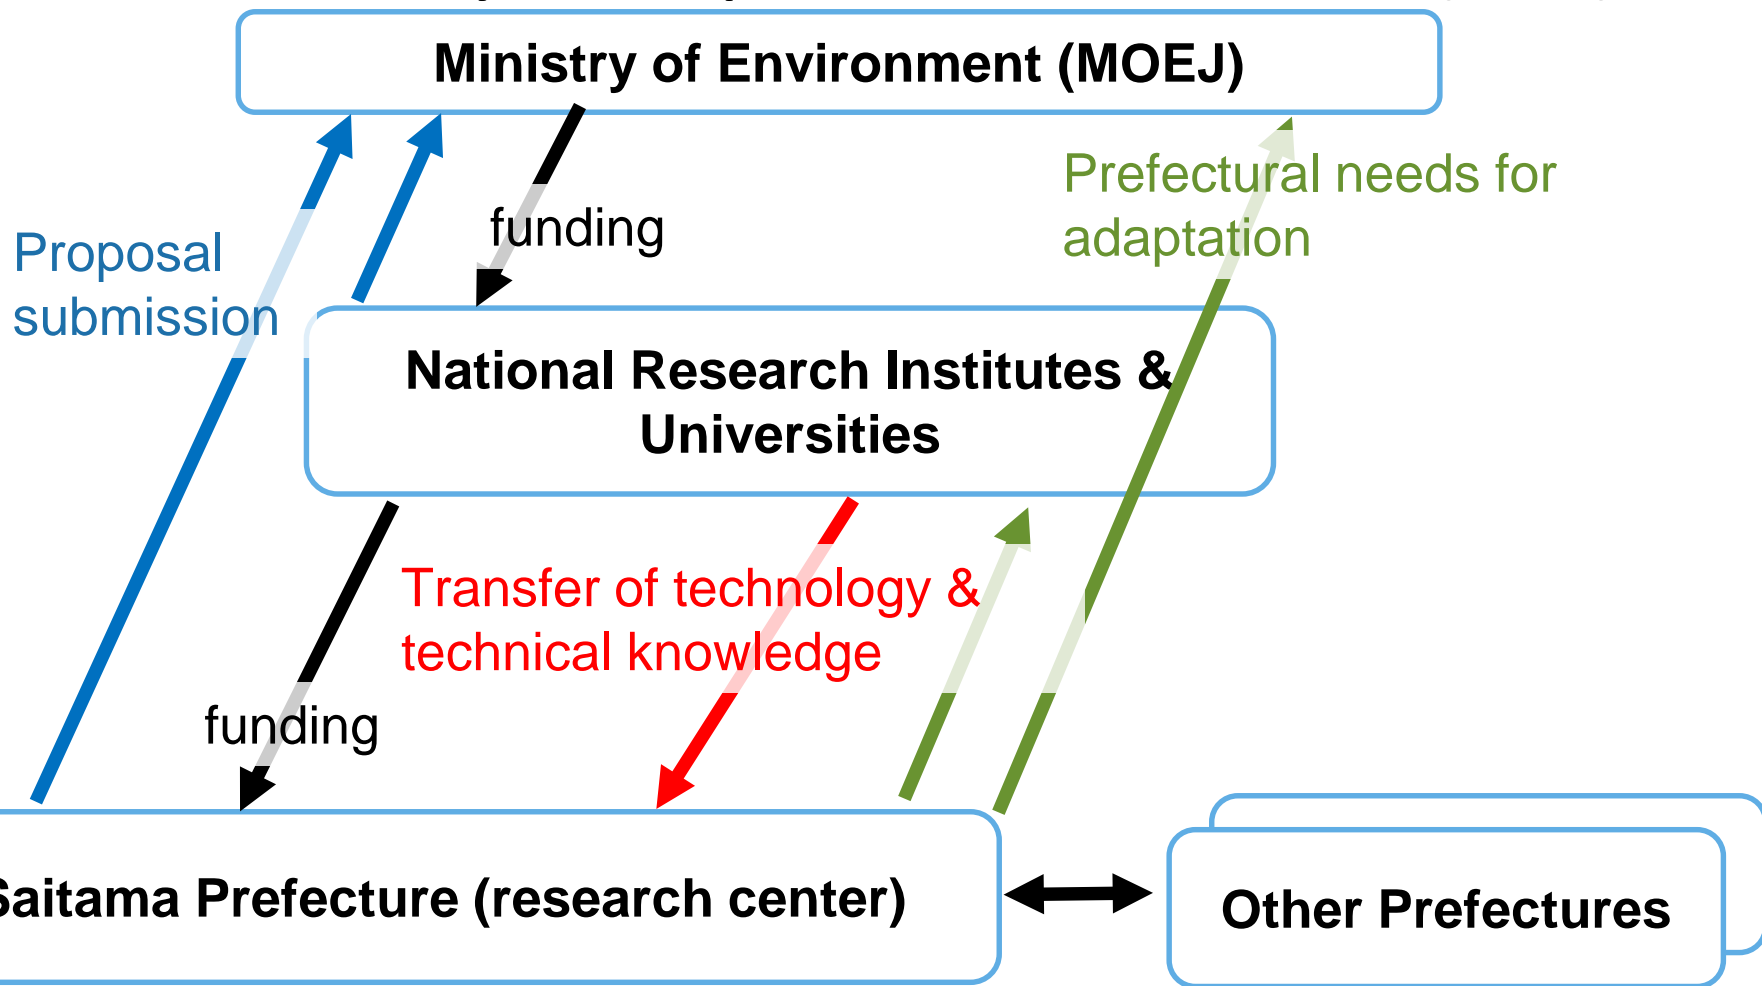 Ministry of Environment (MOEJ)
Prefectural needs for
adaptation
funding
Proposal
submission
National Research Institutes &
Universities
Transfer of technology &
technical knowledge
funding
Saitama Prefecture (research center)
Other Prefectures